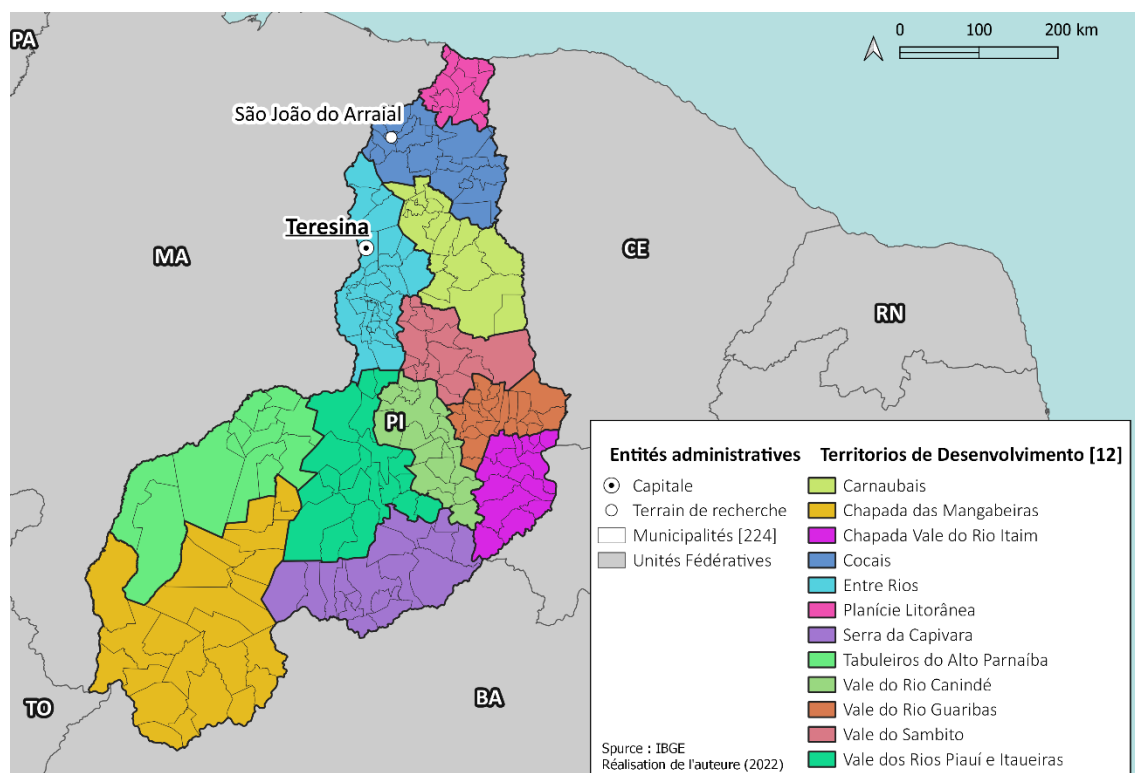 PA
0 100 200 km
São João do Arraial
Teresina
MA
CE
RN
PI
TO
BA
Entités administratives
Capitale
Terrain de recherche
Municipalités [224]
Unités Fédératives
Territorios de Desenvolvimento [12]
Carnaubais
Chapada das Mangabeiras
Chapada Vale do Rio Itaim
Cocais
Entre Rios
Planície Litorânea
Serra da Capivara
Tabuleiros do Alto Parnaíba
Vale do Rio Canindé
Vale do Rio Guaribas
Vale do Sambito
Vale dos Rios Piauí e Itaueiras
Spurce : IBGE
Réalisation de l'auteure (2022)